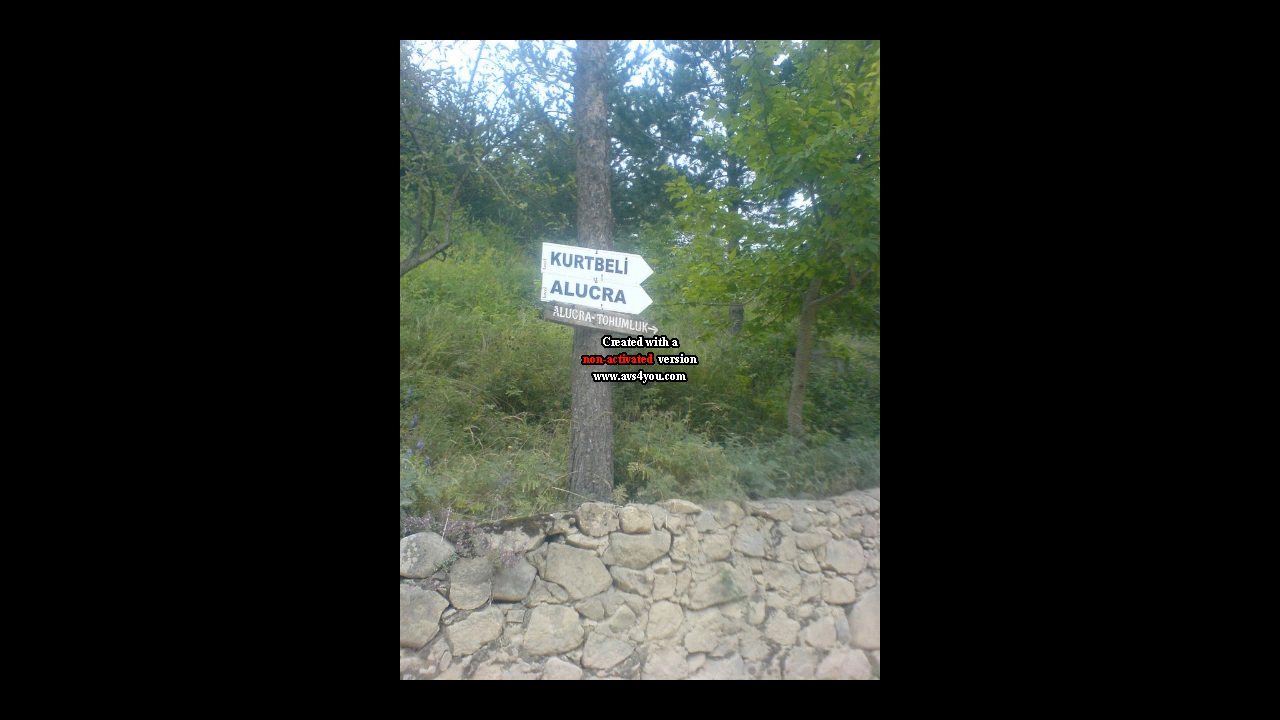 KURTBELİ
ALUCRA
ALUCRA-TOHUMLUK→
Created with a
non-activated version
www.avs4you.com